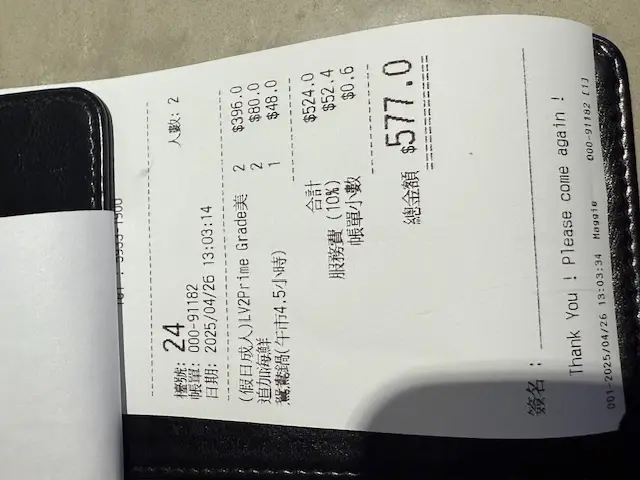 人數: 2
檯號: 24
帳單: 000-91182
日期: 2025/04/26 13:03:14
(假日成人)LV2Prime Grade美 2 $396.0
追加海鮮 2 $80.0
鴛鴦鍋(午市4.5小時) 1 $48.0
合計 $524.0
服務費 (10%) $52.4
帳單小數 $0.6
總金額 $577.0
簽名:
Thank You ! Please come again !
001-2025/04/26 13:03:34 Maggie 000-91182 [1]